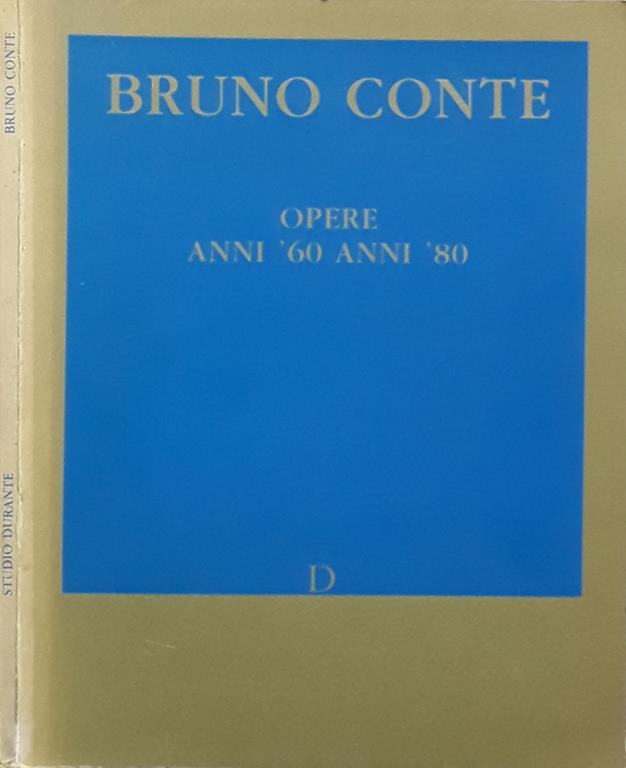 BRUNO CONTE
OPERE
ANNI '60 ANNI '80
D
BRUNO CONTE
STUDIO DURANTE